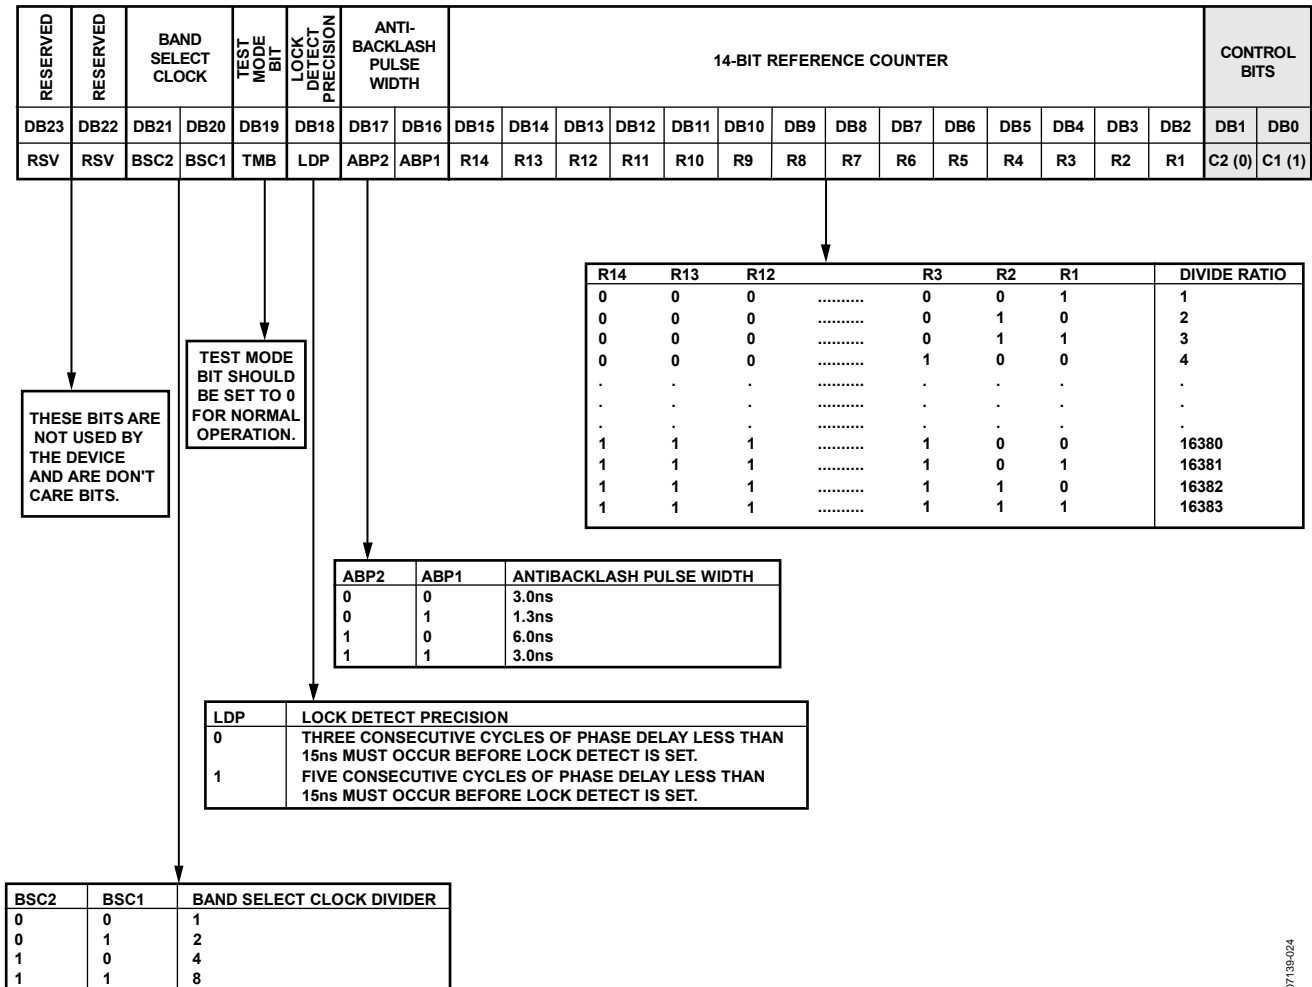 RESERVED
RESERVED
BAND
SELECT
CLOCK
TEST
MODE
BIT
LOCK
DETECT
PRECISION
ANTI-
BACKLASH
PULSE
WIDTH
14-BIT REFERENCE COUNTER
CONTROL
BITS
DB23 DB22 DB21 DB20 DB19 DB18 DB17 DB16 DB15 DB14 DB13 DB12 DB11 DB10 DB9 DB8 DB7 DB6 DB5 DB4 DB3 DB2 DB1 DB0
RSV RSV BSC2 BSC1 TMB LDP ABP2 ABP1 R14 R13 R12 R11 R10 R9 R8 R7 R6 R5 R4 R3 R2 R1 C2 (0) C1 (1)
R14 R13 R12 R3 R2 R1 DIVIDE RATIO
0 0 0 .......... 0 0 1 1
0 0 0 .......... 0 1 0 2
0 0 0 .......... 0 1 1 3
0 0 0 .......... 1 0 0 4
. . . .......... . . . .
. . . .......... . . . .
. . . .......... . . . .
1 1 1 .......... 1 0 0 16380
1 1 1 .......... 1 0 1 16381
1 1 1 .......... 1 1 0 16382
1 1 1 .......... 1 1 1 16383
TEST MODE
BIT SHOULD
BE SET TO 0
FOR NORMAL
OPERATION.
THESE BITS ARE
NOT USED BY
THE DEVICE
AND ARE DON'T
CARE BITS.
ABP2 ABP1 ANTIBACKLASH PULSE WIDTH
0 0 3.0ns
0 1 1.3ns
1 0 6.0ns
1 1 3.0ns
LDP LOCK DETECT PRECISION
0 THREE CONSECUTIVE CYCLES OF PHASE DELAY LESS THAN
15ns MUST OCCUR BEFORE LOCK DETECT IS SET.
1 FIVE CONSECUTIVE CYCLES OF PHASE DELAY LESS THAN
15ns MUST OCCUR BEFORE LOCK DETECT IS SET.
BSC2 BSC1 BAND SELECT CLOCK DIVIDER
0 0 1
0 1 2
1 0 4
1 1 8
07139-024